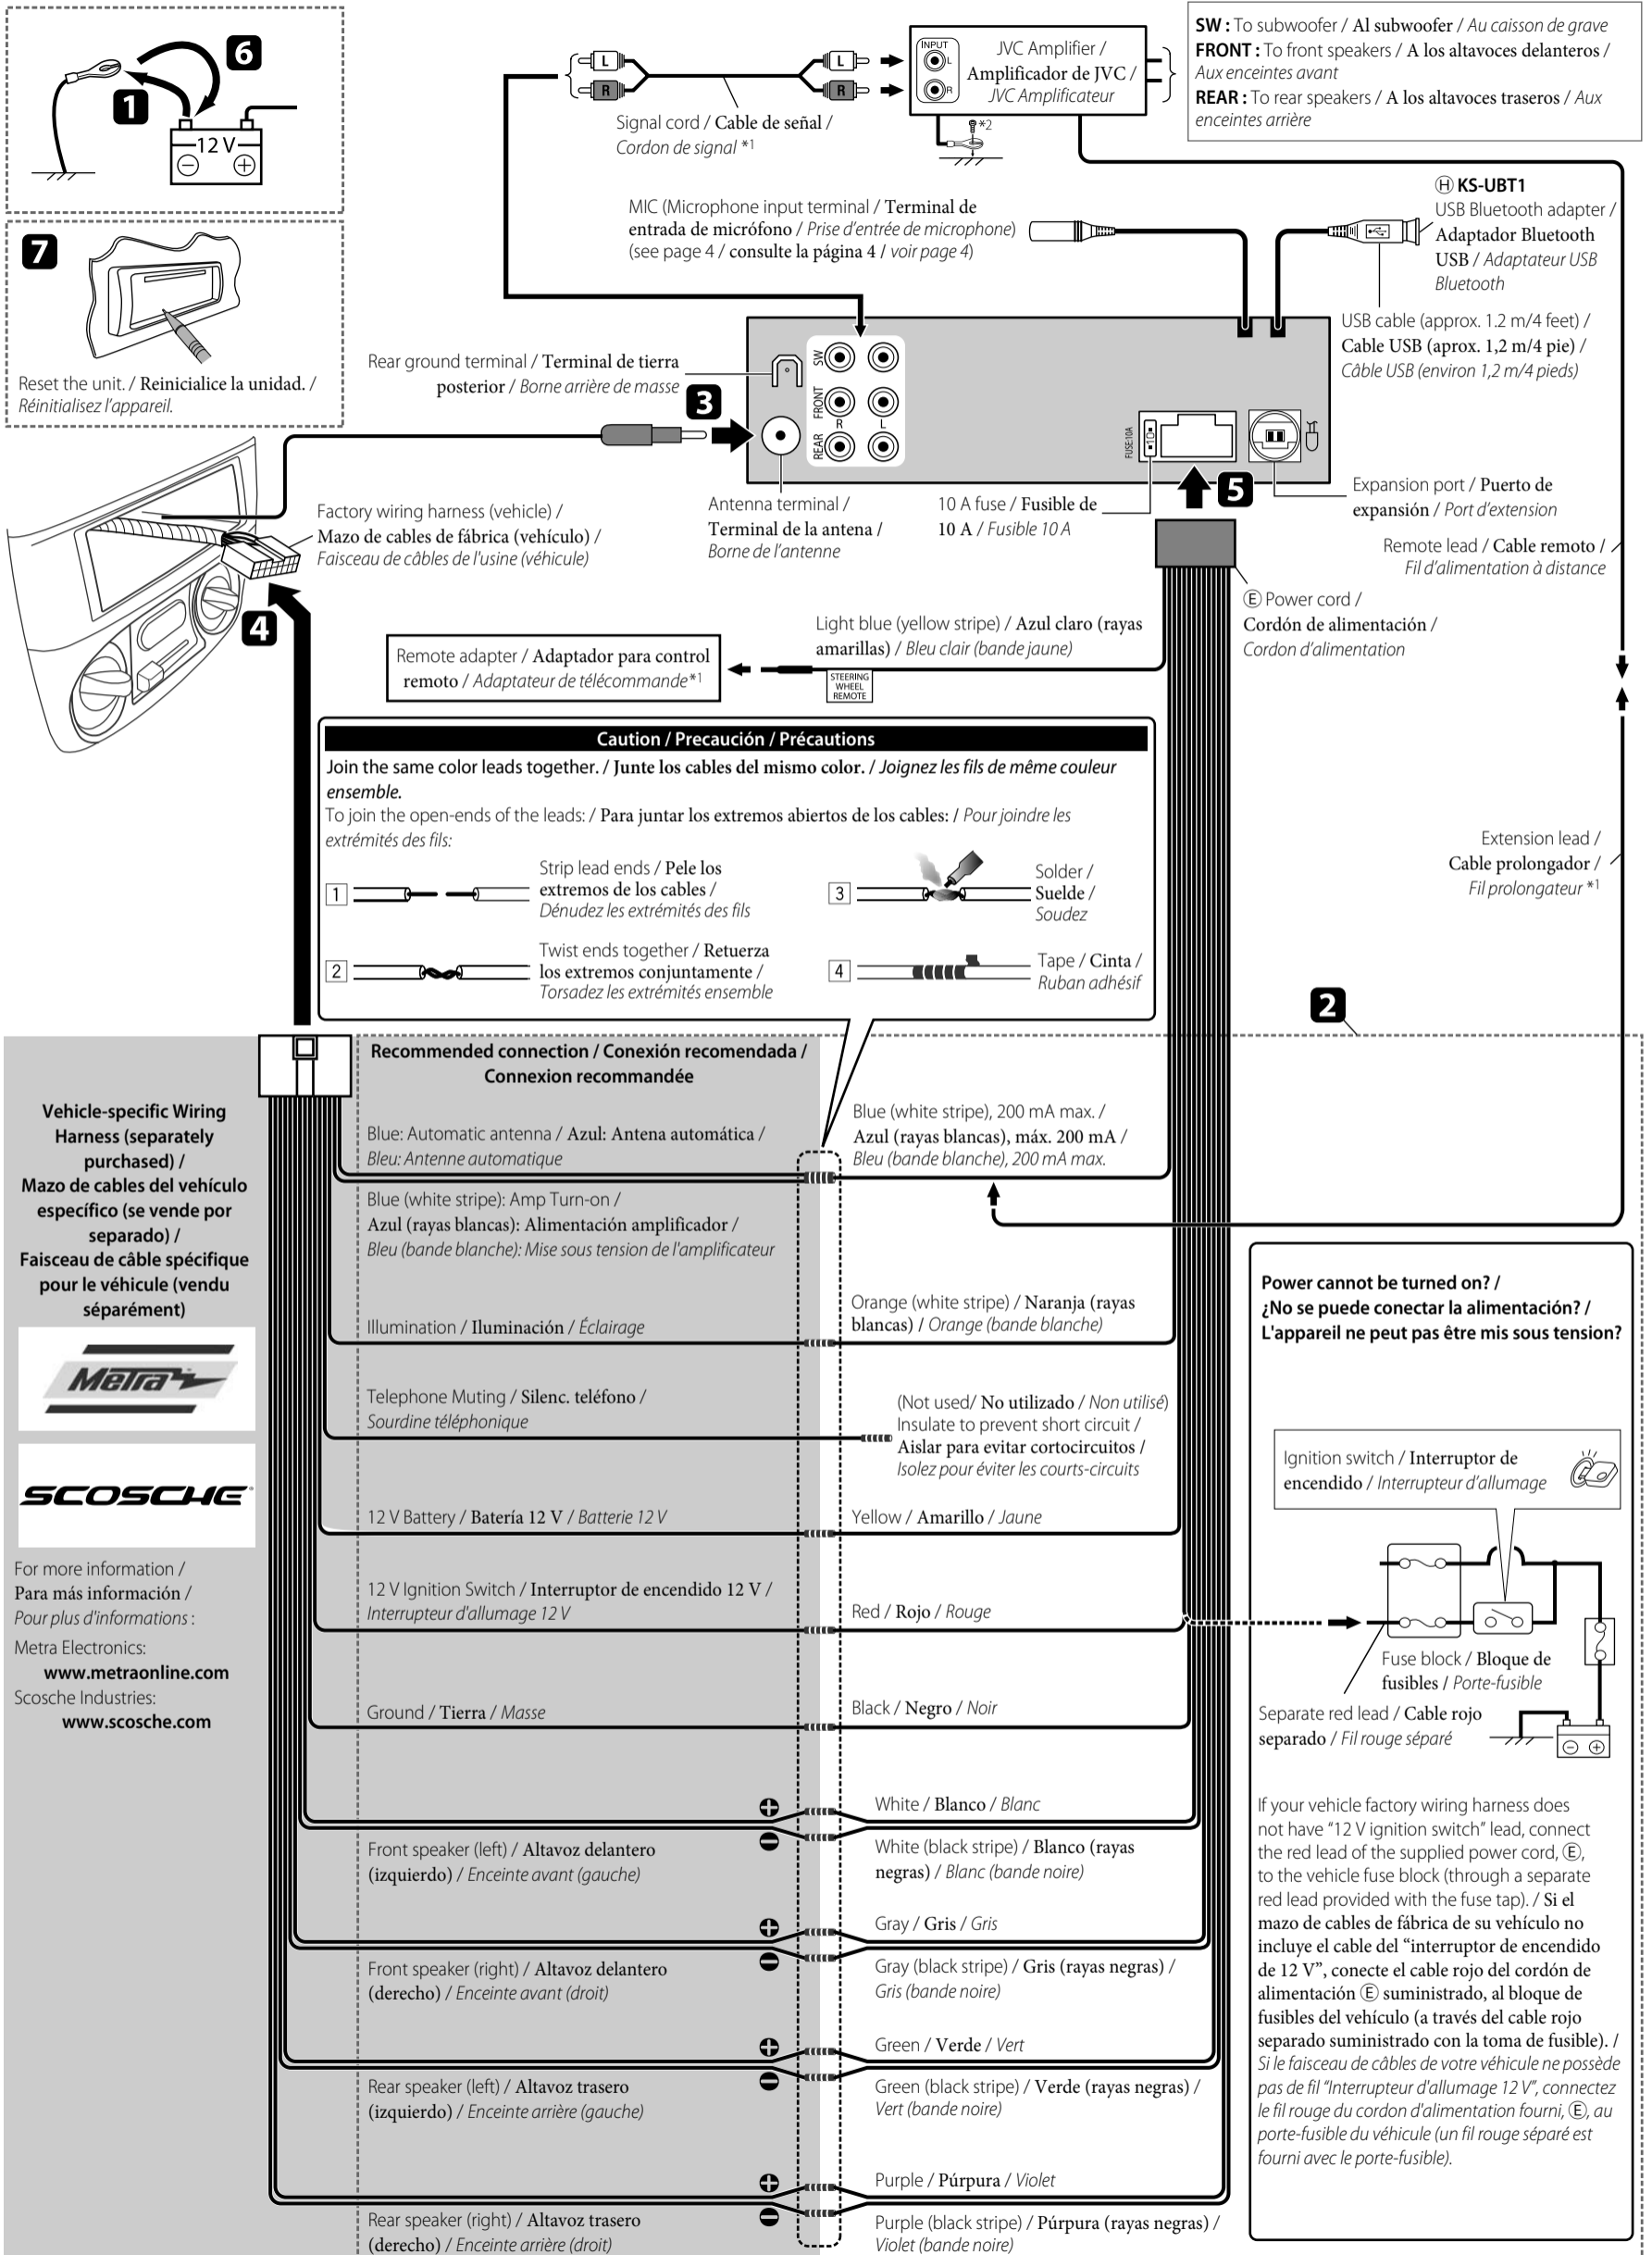 SW : To subwoofer / Al subwoofer / Au caisson de grave
FRONT : To front speakers / A los altavoces delanteros /
Aux enceintes avant
REAR : To rear speakers / A los altavoces traseros / Aux
enceintes arrière
6
1
12 V
L
R
L
R
INPUT
L
R
JVC Amplifier /
Amplificador de JVC /
JVC Amplificateur
*2
Signal cord / Cable de señal /
Cordon de signal *1
Ⓗ KS-UBT1
USB Bluetooth adapter /
Adaptador Bluetooth
USB / Adaptateur USB
Bluetooth
MIC (Microphone input terminal / Terminal de
entrada de micrófono / Prise d'entrée de microphone)
(see page 4 / consulte la página 4 / voir page 4)
7
Reset the unit. / Reinicialice la unidad. /
Réinitialisez l'appareil.
USB cable (approx. 1.2 m/4 feet) /
Cable USB (aprox. 1,2 m/4 pie) /
Câble USB (environ 1,2 m/4 pieds)
Rear ground terminal / Terminal de tierra
posterior / Borne arrière de masse
3
SW
FRONT
R
L
REAR
FUSE:10A
10
5
Antenna terminal /
Terminal de la antena /
Borne de l'antenne
10 A fuse / Fusible de
10 A / Fusible 10 A
Expansion port / Puerto de
expansión / Port d'extension
Remote lead / Cable remoto /
Fil d'alimentation à distance
Factory wiring harness (vehicle) /
Mazo de cables de fábrica (vehículo) /
Faisceau de câbles de l'usine (véhicule)
4
Ⓔ Power cord /
Cordón de alimentación /
Cordon d'alimentation
Light blue (yellow stripe) / Azul claro (rayas
amarillas) / Bleu clair (bande jaune)
Remote adapter / Adaptador para control
remoto / Adaptateur de télécommande*1
STEERING
WHEEL
REMOTE
Caution / Precaución / Précautions
Join the same color leads together. / Junte los cables del mismo color. / Joignez les fils de même couleur
ensemble.
To join the open-ends of the leads: / Para juntar los extremos abiertos de los cables: / Pour joindre les
extrémités des fils:
1
Strip lead ends / Pele los
extremos de los cables /
Dénudez les extrémités des fils
3
Solder /
Suelde /
Soudez
2
Twist ends together / Retuerza
los extremos conjuntamente /
Torsadez les extrémités ensemble
4
Tape / Cinta /
Ruban adhésif
Extension lead /
Cable prolongador /
Fil prolongateur *1
2
Vehicle-specific Wiring
Harness (separately
purchased) /
Mazo de cables del vehículo
específico (se vende por
separado) /
Faisceau de câble spécifique
pour le véhicule (vendu
séparément)
Metra
SCOSCHE
For more information /
Para más información /
Pour plus d'informations :
Metra Electronics:
www.metraonline.com
Scosche Industries:
www.scosche.com
Recommended connection / Conexión recomendada /
Connexion recommandée
Blue: Automatic antenna / Azul: Antena automática /
Bleu: Antenne automatique
Blue (white stripe), 200 mA max. /
Azul (rayas blancas), máx. 200 mA /
Bleu (bande blanche), 200 mA max.
Blue (white stripe): Amp Turn-on /
Azul (rayas blancas): Alimentación amplificador /
Bleu (bande blanche): Mise sous tension de l'amplificateur
Illumination / Iluminación / Éclairage
Orange (white stripe) / Naranja (rayas
blancas) / Orange (bande blanche)
Telephone Muting / Silenc. teléfono /
Sourdine téléphonique
(Not used/ No utilizado / Non utilisé)
Insulate to prevent short circuit /
Aislar para evitar cortocircuitos /
Isolez pour éviter les courts-circuits
12 V Battery / Batería 12 V / Batterie 12 V
Yellow / Amarillo / Jaune
12 V Ignition Switch / Interruptor de encendido 12 V /
Interrupteur d'allumage 12 V
Red / Rojo / Rouge
Ground / Tierra / Masse
Black / Negro / Noir
White / Blanco / Blanc
Front speaker (left) / Altavoz delantero
(izquierdo) / Enceinte avant (gauche)
White (black stripe) / Blanco (rayas
negras) / Blanc (bande noire)
Gray / Gris / Gris
Front speaker (right) / Altavoz delantero
(derecho) / Enceinte avant (droit)
Gray (black stripe) / Gris (rayas negras) /
Gris (bande noire)
Green / Verde / Vert
Rear speaker (left) / Altavoz trasero
(izquierdo) / Enceinte arrière (gauche)
Green (black stripe) / Verde (rayas negras) /
Vert (bande noire)
Purple / Púrpura / Violet
Rear speaker (right) / Altavoz trasero
(derecho) / Enceinte arrière (droit)
Purple (black stripe) / Púrpura (rayas negras) /
Violet (bande noire)
Power cannot be turned on? /
¿No se puede conectar la alimentación? /
L'appareil ne peut pas être mis sous tension?
Ignition switch / Interruptor de
encendido / Interrupteur d'allumage
Fuse block / Bloque de
fusibles / Porte-fusible
Separate red lead / Cable rojo
separado / Fil rouge séparé
If your vehicle factory wiring harness does
not have “12 V ignition switch” lead, connect
the red lead of the supplied power cord, Ⓔ,
to the vehicle fuse block (through a separate
red lead provided with the fuse tap). / Si el
mazo de cables de fábrica de su vehículo no
incluye el cable del “interruptor de encendido
de 12 V”, conecte el cable rojo del cordón de
alimentación Ⓔ suministrado, al bloque de
fusibles del vehículo (a través del cable rojo
separado suministrado con la toma de fusible). /
Si le faisceau de câbles de votre véhicule ne possède
pas de fil “Interrupteur d'allumage 12 V”, connectez
le fil rouge du cordon d'alimentation fourni, Ⓔ, au
porte-fusible du véhicule (un fil rouge séparé est
fourni avec le porte-fusible).